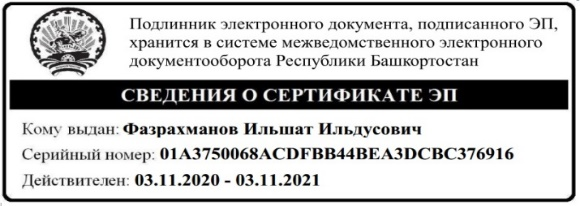 Подлинник электронного документа, подписанного ЭП,
хранится в системе межведомственного электронного
документооборота Республики Башкортостан
СВЕДЕНИЯ О СЕРТИФИКАТЕ ЭП
Кому выдан: Фазрахманов Ильшат Ильдусович
Серийный номер: 01A3750068ACDFBB44BEA3DCBC376916
Действителен: 03.11.2020 - 03.11.2021